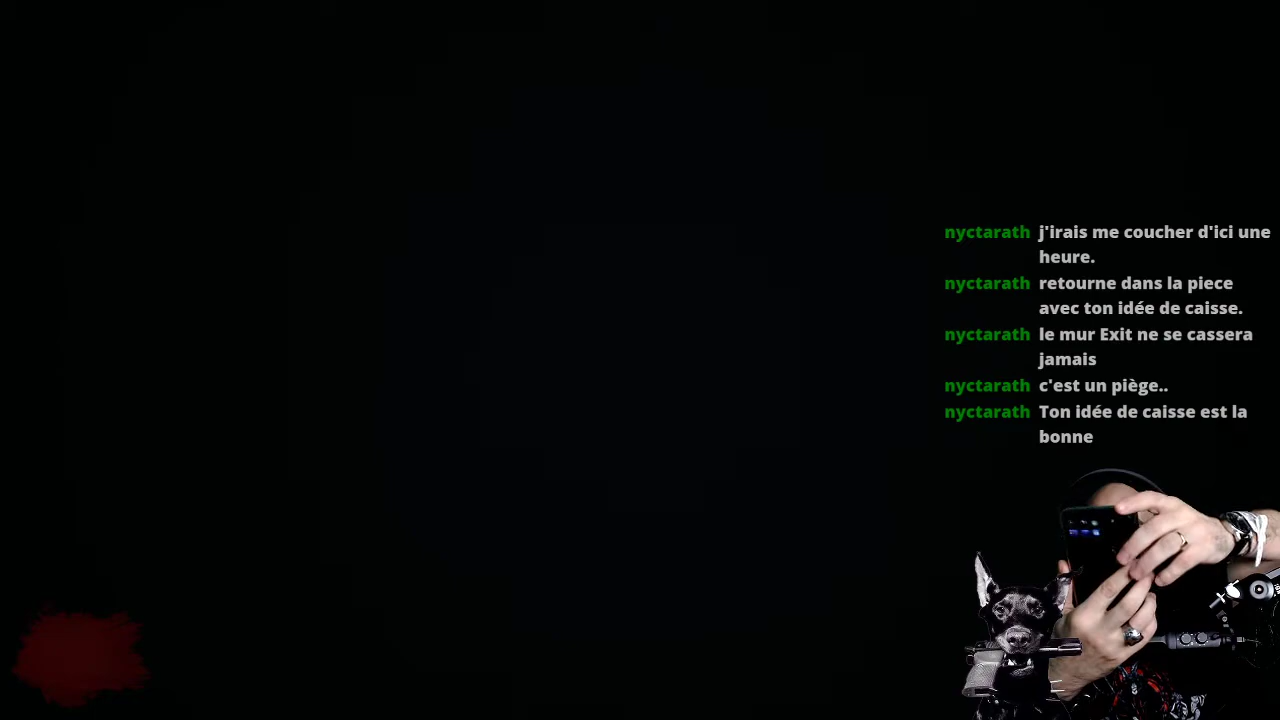 nyctarath j'irais me coucher d'ici une
heure.
nyctarath retourne dans la piece
avec ton idée de caisse.
nyctarath le mur Exit ne se cassera
jamais
nyctarath c'est un piège..
nyctarath Ton idée de caisse est la
bonne